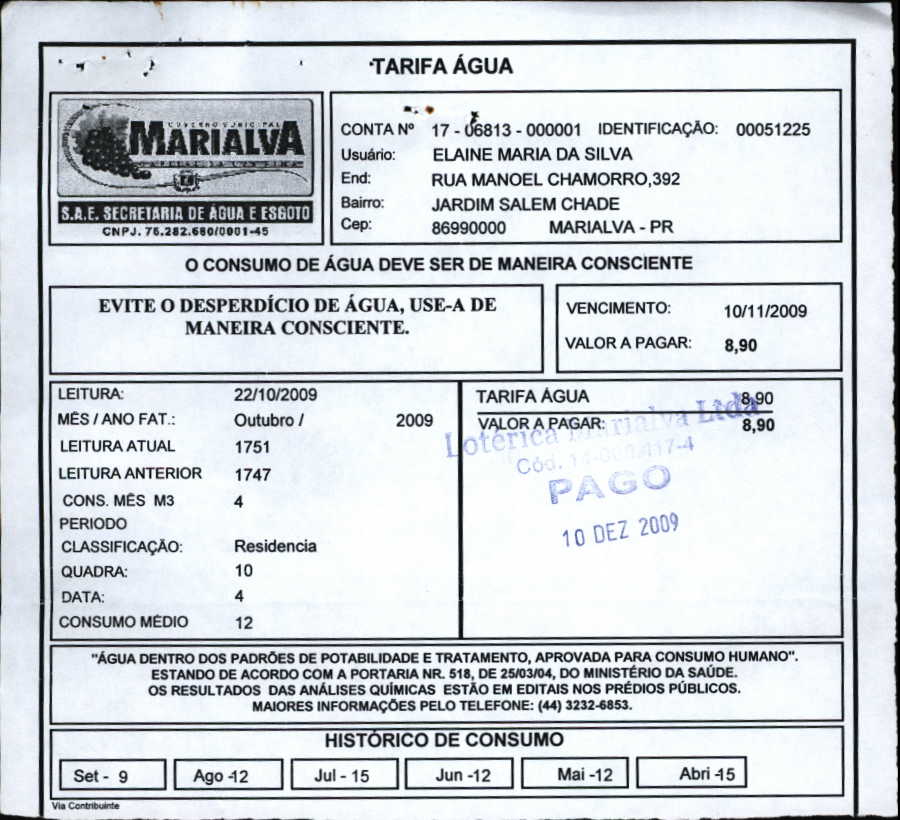 TARIFA ÁGUA
GOVERNO MUNICIPAL
MARIALVA
S.A.E. SECRETARIA DE ÁGUA E ESGOTO
CNPJ. 76.282.680/0001-45
CONTA Nº 17 - 06813 - 000001 IDENTIFICAÇÃO: 00051225
Usuário: ELAINE MARIA DA SILVA
End: RUA MANOEL CHAMORRO,392
Bairro: JARDIM SALEM CHADE
Cep: 86990000 MARIALVA - PR
O CONSUMO DE ÁGUA DEVE SER DE MANEIRA CONSCIENTE
EVITE O DESPERDÍCIO DE ÁGUA, USE-A DE
MANEIRA CONSCIENTE.
VENCIMENTO: 10/11/2009
VALOR A PAGAR: 8,90
LEITURA: 22/10/2009
MÊS / ANO FAT.: Outubro / 2009
LEITURA ATUAL 1751
LEITURA ANTERIOR 1747
CONS. MÊS M3 4
PERIODO
CLASSIFICAÇÃO: Residencia
QUADRA: 10
DATA: 4
CONSUMO MÉDIO 12
TARIFA ÁGUA 8,90
VALOR A PAGAR: 8,90
Lotérica Marialva Ltda
Cód.
PAGO
10 DEZ 2009
"ÁGUA DENTRO DOS PADRÕES DE POTABILIDADE E TRATAMENTO, APROVADA PARA CONSUMO HUMANO".
ESTANDO DE ACORDO COM A PORTARIA NR. 518, DE 25/03/04, DO MINISTÉRIO DA SAÚDE.
OS RESULTADOS DAS ANÁLISES QUÍMICAS ESTÃO EM EDITAIS NOS PRÉDIOS PÚBLICOS.
MAIORES INFORMAÇÕES PELO TELEFONE: (44) 3232-6853.
HISTÓRICO DE CONSUMO
Set - 9 Ago -12 Jul - 15 Jun -12 Mai -12 Abri -15
Via Contribuinte